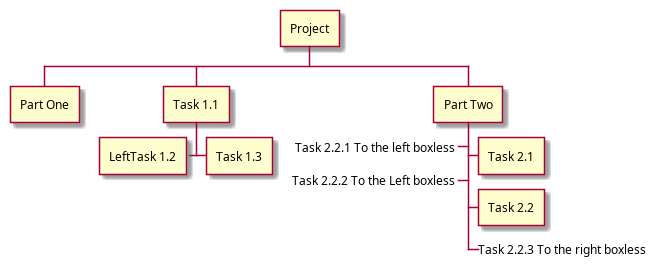 Project
Part One
Task 1.1
Part Two
LeftTask 1.2
Task 1.3
Task 2.2.1 To the left boxless
Task 2.1
Task 2.2.2 To the Left boxless
Task 2.2
Task 2.2.3 To the right boxless